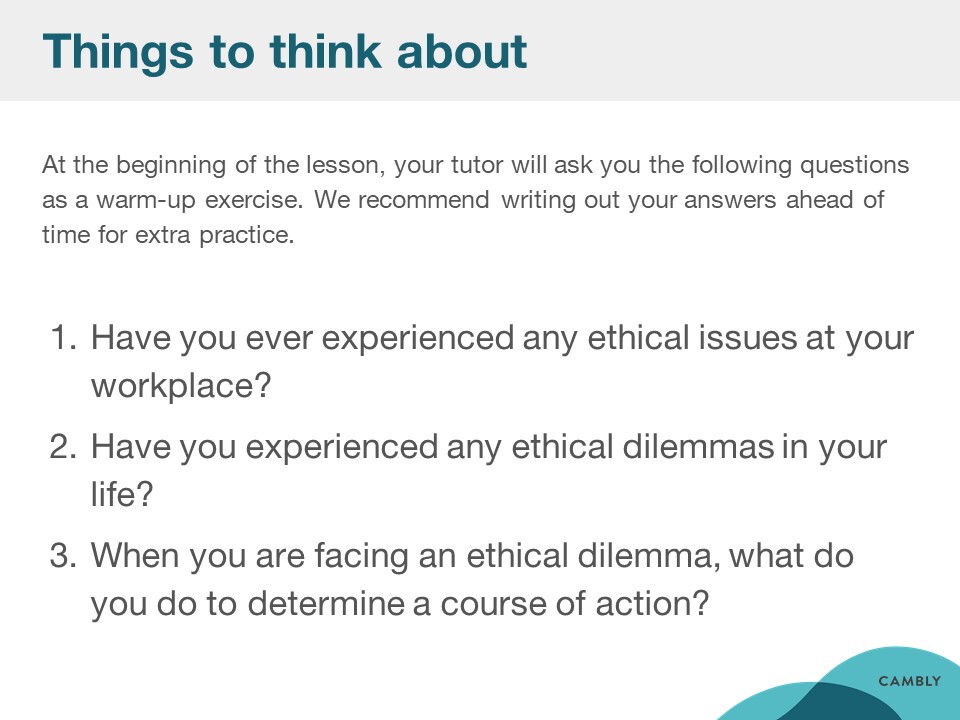 Things to think about
At the beginning of the lesson, your tutor will ask you the following questions
as a warm-up exercise. We recommend writing out your answers ahead of
time for extra practice.
1. Have you ever experienced any ethical issues at your
workplace?
2. Have you experienced any ethical dilemmas in your
life?
3. When you are facing an ethical dilemma, what do
you do to determine a course of action?
CAMBLY